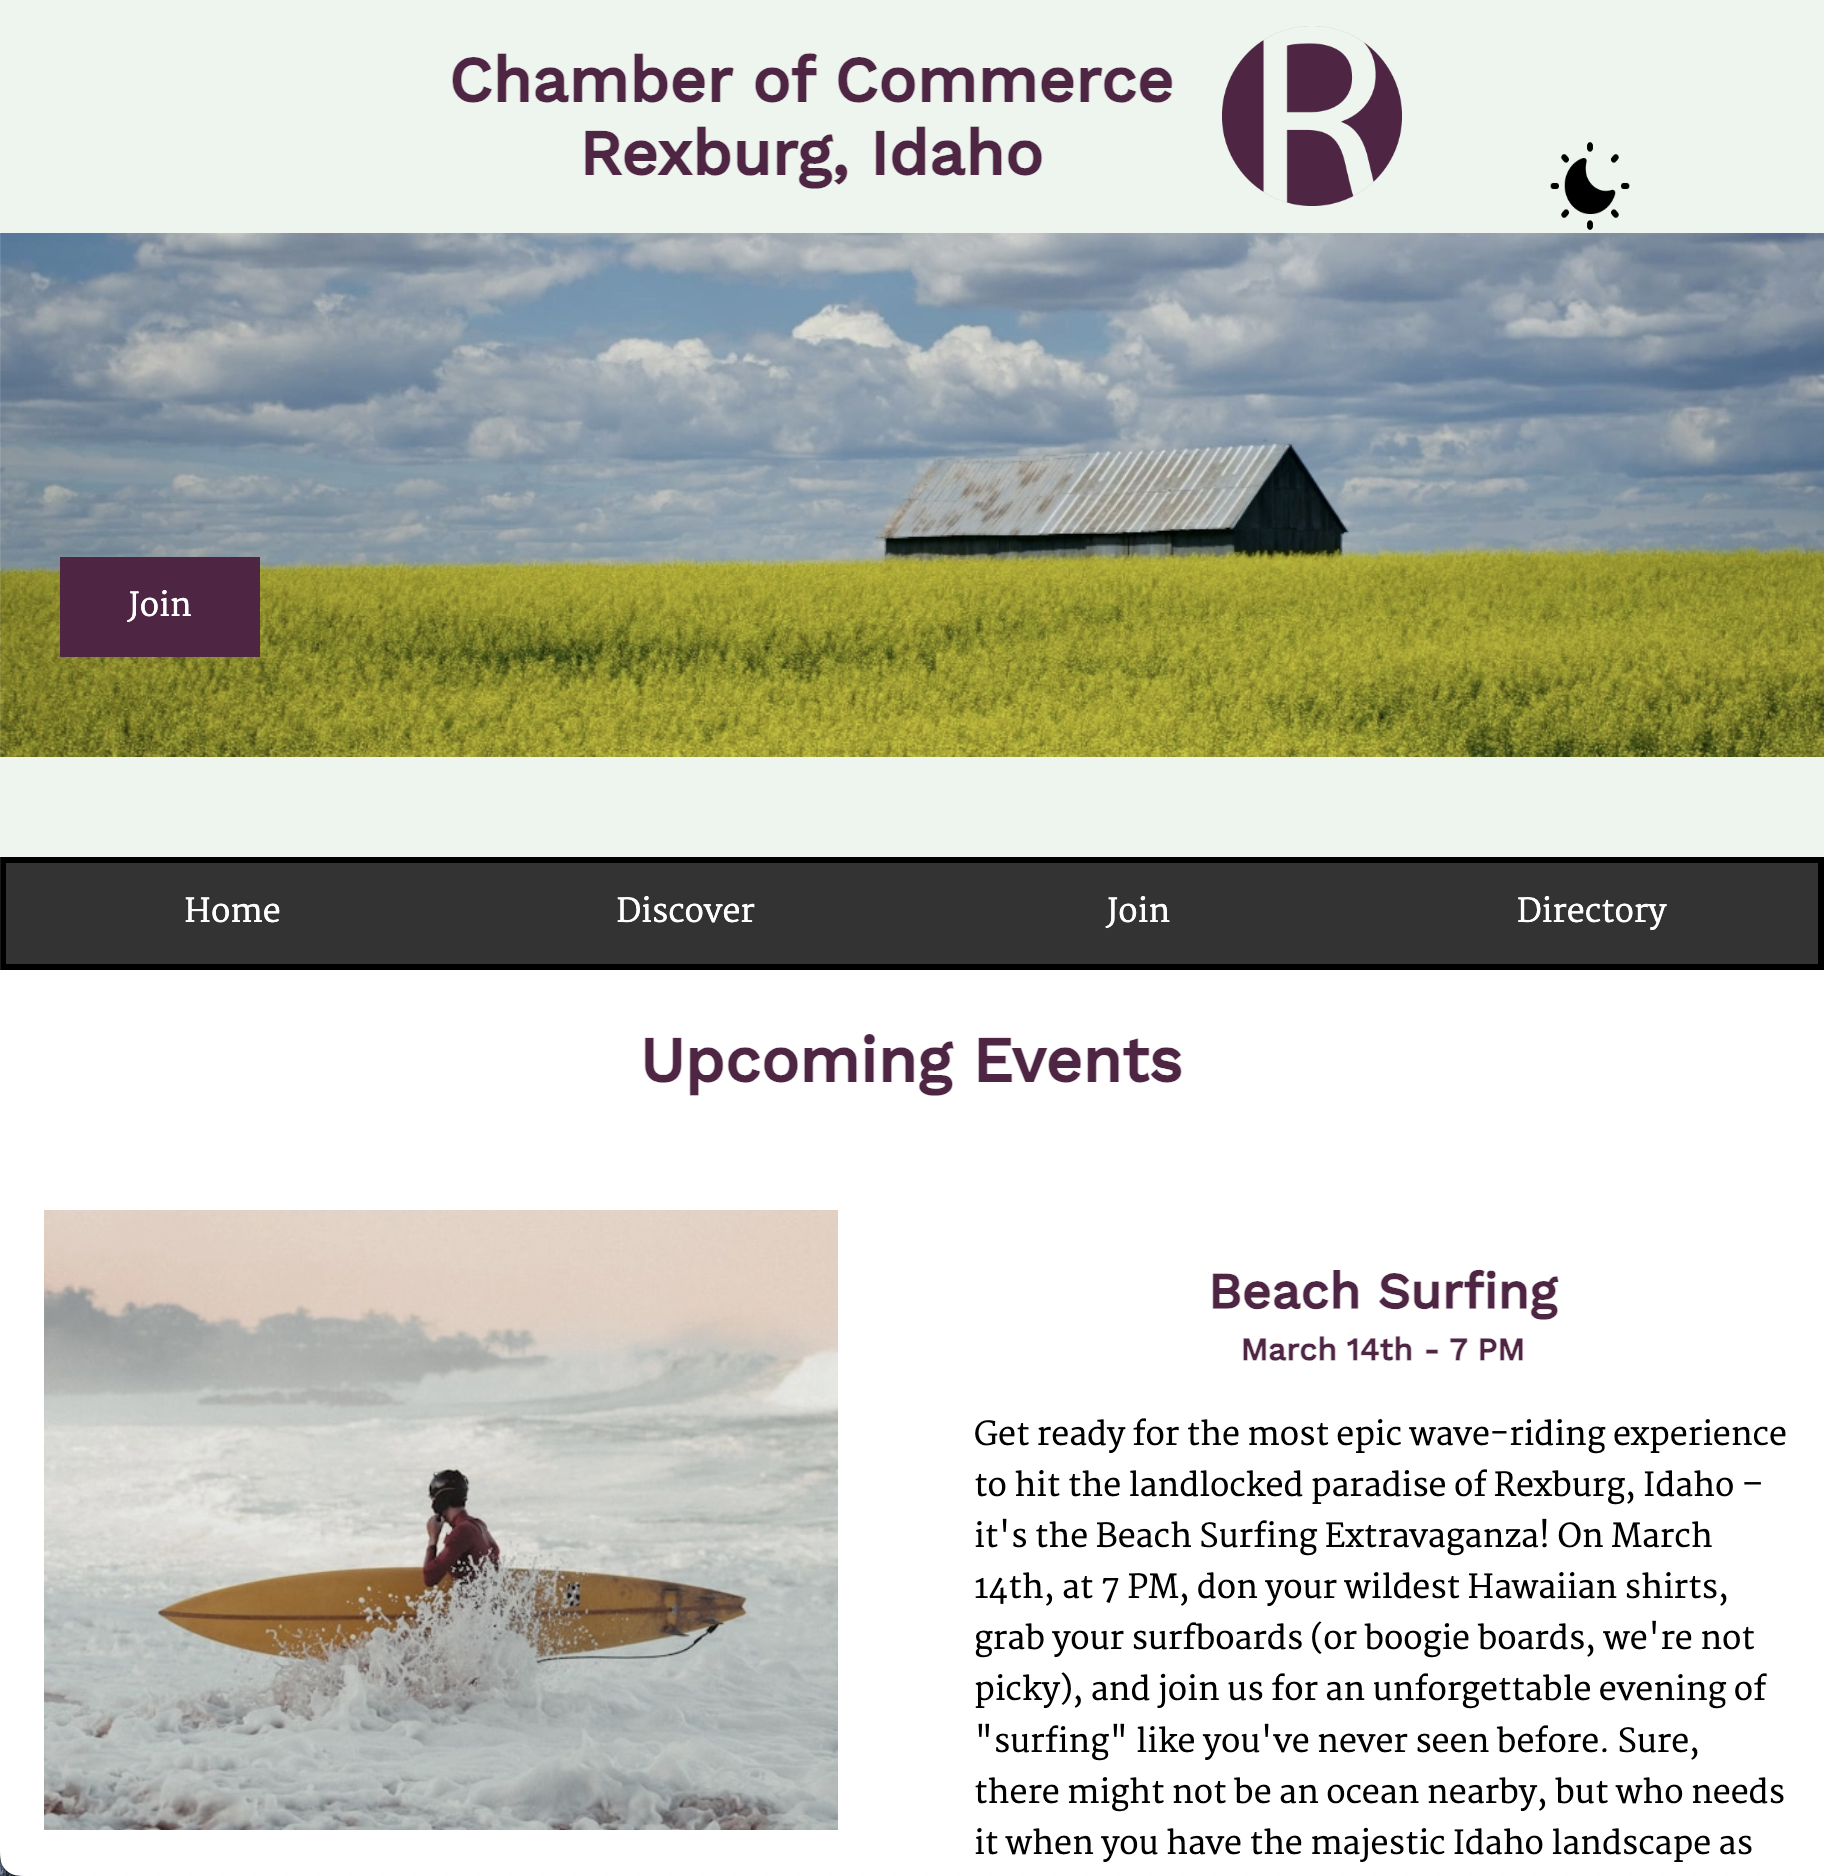 Chamber of Commerce
Rexburg, Idaho
R
Join
Home
Discover
Join
Directory
Upcoming Events
Beach Surfing
March 14th - 7 PM
Get ready for the most epic wave-riding experience
to hit the landlocked paradise of Rexburg, Idaho –
it's the Beach Surfing Extravaganza! On March
14th, at 7 PM, don your wildest Hawaiian shirts,
grab your surfboards (or boogie boards, we're not
picky), and join us for an unforgettable evening of
"surfing" like you've never seen before. Sure,
there might not be an ocean nearby, but who needs
it when you have the majestic Idaho landscape as